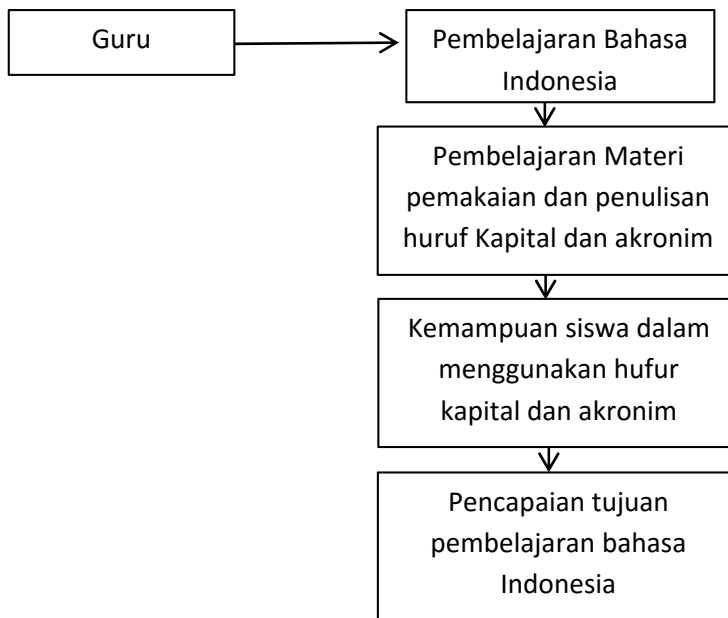 Guru
Pembelajaran Bahasa
Indonesia
Pembelajaran Materi
pemakaian dan penulisan
huruf Kapital dan akronim
Kemampuan siswa dalam
menggunakan hufur
kapital dan akronim
Pencapaian tujuan
pembelajaran bahasa
Indonesia